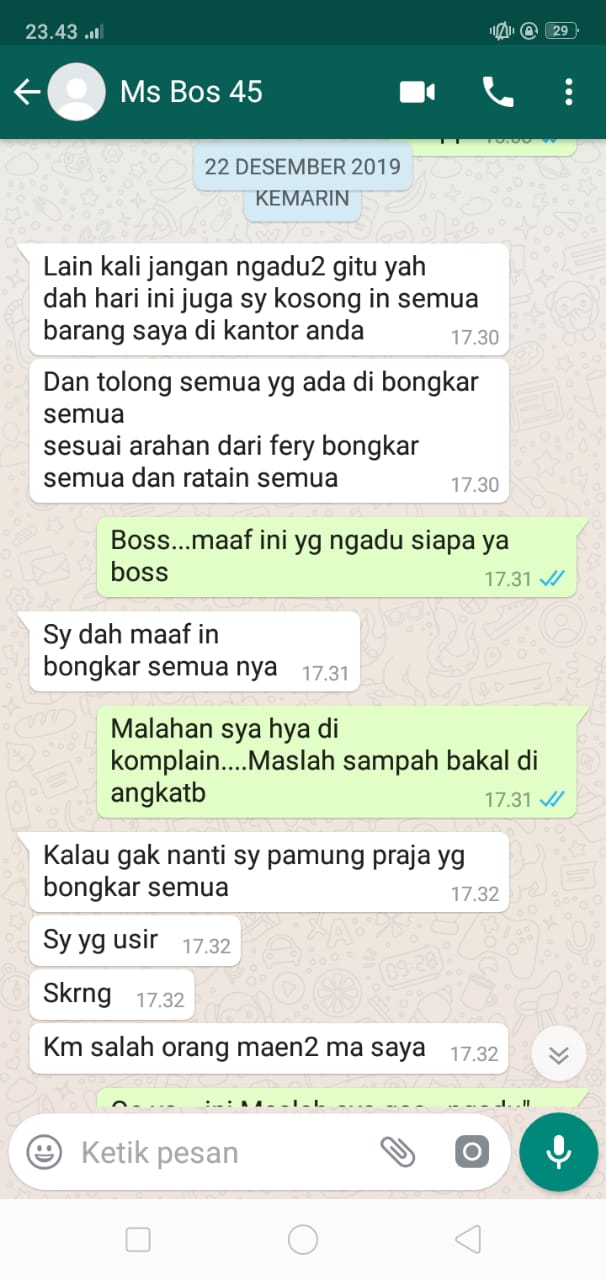 23.43
29
Ms Bos 45
22 DESEMBER 2019
KEMARIN
Lain kali jangan ngadu2 gitu yah
dah hari ini juga sy kosong in semua
barang saya di kantor anda
17.30
Dan tolong semua yg ada di bongkar
semua
sesuai arahan dari fery bongkar
semua dan ratain semua
17.30
Boss...maaf ini yg ngadu siapa ya
boss
17.31
Sy dah maaf in
bongkar semua nya
17.31
Malahan sya hya di
komplain....Maslah sampah bakal di
angkatb
17.31
Kalau gak nanti sy pamung praja yg
bongkar semua
17.32
Sy yg usir
17.32
Skrng
17.32
Km salah orang maen2 ma saya
17.32
Ketik pesan